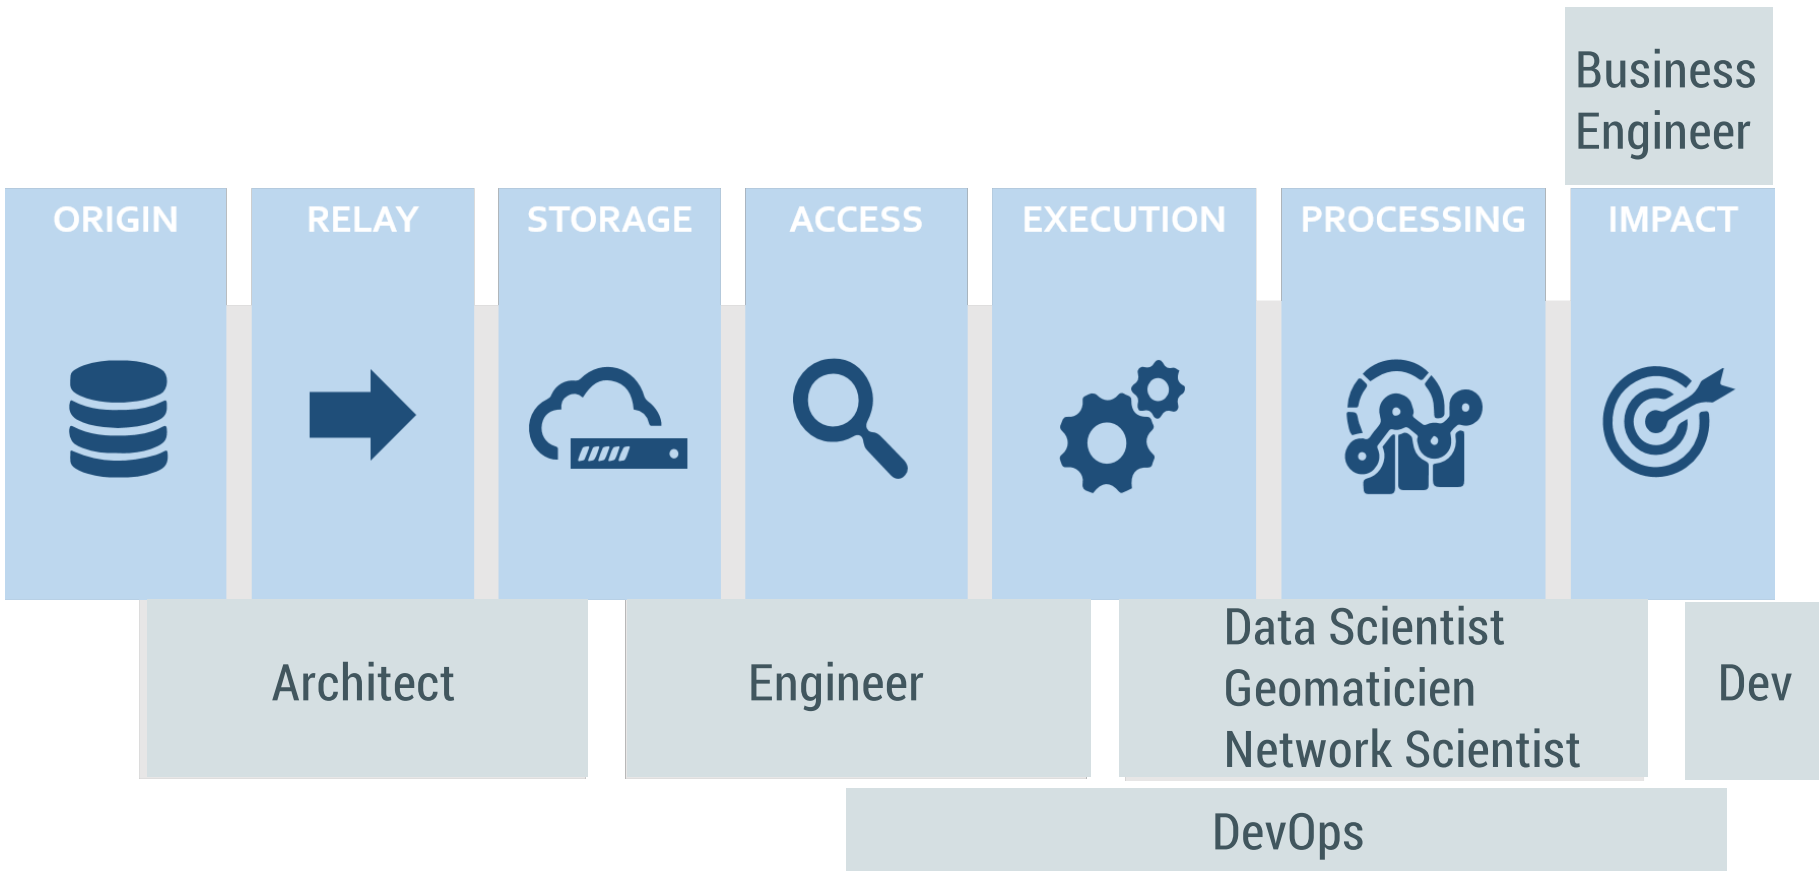 Business
Engineer
ORIGIN
RELAY
STORAGE
ACCESS
EXECUTION
PROCESSING
IMPACT
Architect
Engineer
Data Scientist
Geomaticien
Network Scientist
Dev
DevOps